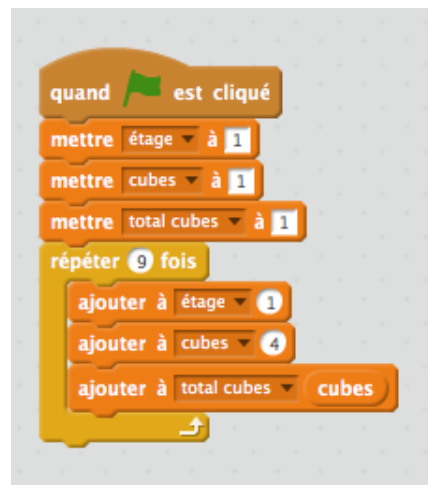 quand est cliqué
mettre étage à 1
mettre cubes à 1
mettre total cubes à 1
répéter 9 fois
ajouter à étage 1
ajouter à cubes 4
ajouter à total cubes cubes